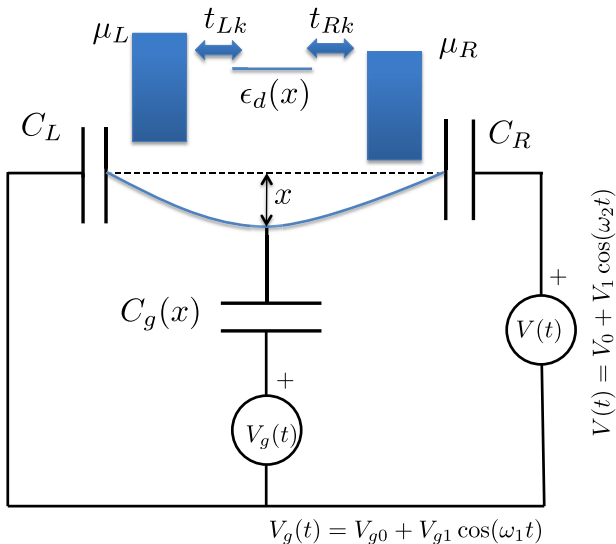 t_{Lk} t_{Rk}
μ_L μ_R
ϵ_d(x)
C_L C_R
x
C_g(x)
+
V(t)
+
V_g(t)
V(t) = V_0 + V_1 cos(ω_2 t)
V_g(t) = V_{g0} + V_{g1} cos(ω_1 t)